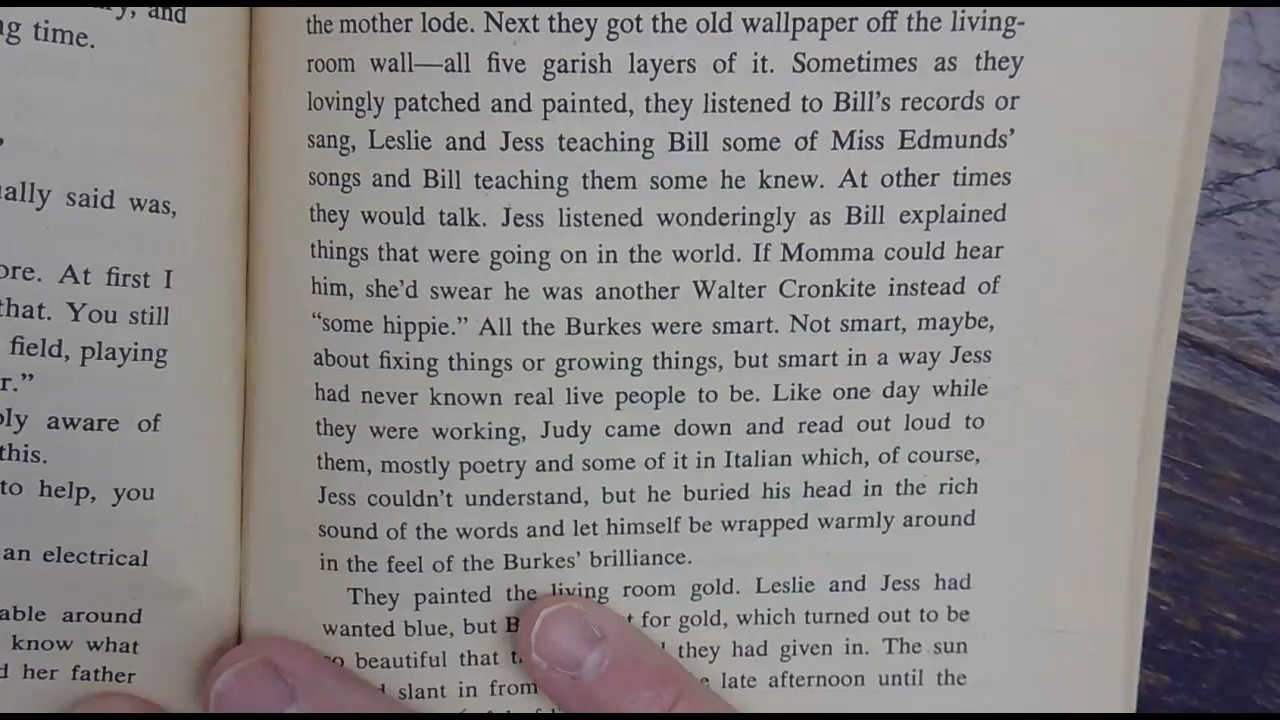 y, and
g time.
ally said was,
ore. At first I
that. You still
field, playing
r.”
bly aware of
this.
to help, you
an electrical
able around
know what
d her father
the mother lode. Next they got the old wallpaper off the living-
room wall—all five garish layers of it. Sometimes as they
lovingly patched and painted, they listened to Bill’s records or
sang, Leslie and Jess teaching Bill some of Miss Edmunds’
songs and Bill teaching them some he knew. At other times
they would talk. Jess listened wonderingly as Bill explained
things that were going on in the world. If Momma could hear
him, she’d swear he was another Walter Cronkite instead of
“some hippie.” All the Burkes were smart. Not smart, maybe,
about fixing things or growing things, but smart in a way Jess
had never known real live people to be. Like one day while
they were working, Judy came down and read out loud to
them, mostly poetry and some of it in Italian which, of course,
Jess couldn’t understand, but he buried his head in the rich
sound of the words and let himself be wrapped warmly around
in the feel of the Burkes’ brilliance.
They painted the living room gold. Leslie and Jess had
wanted blue, but for gold, which turned out to be
beautiful that they had given in. The sun
slant in from late afternoon until the